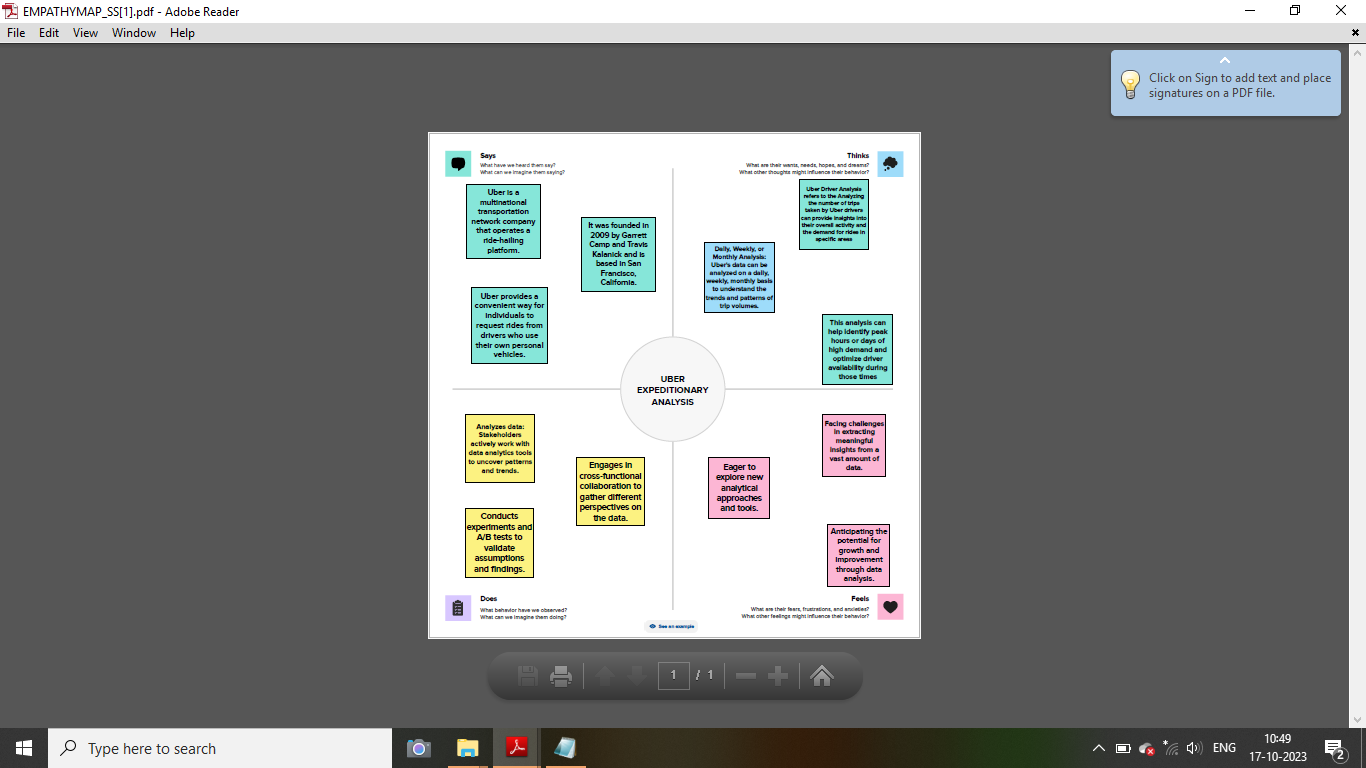 EMPATHYMAP_SS[1].pdf - Adobe Reader
File Edit View Window Help
Click on Sign to add text and place
signatures on a PDF file.
Says
What have we heard them say?
What can we imagine them saying?
Thinks
What are their wants, needs, hopes, and dreams?
What other thoughts might influence their behavior?
Uber is a
multinational
transportation
network company
that operates a
ride-hailing
platform.
It was founded in
2009 by Garrett
Camp and Travis
Kalanick and is
based in San
Francisco,
California.
Uber provides a
convenient way for
individuals to
request rides from
drivers who use
their own personal
vehicles.
Uber Driver Analysis
refers to the Analyzing
the number of trips
taken by Uber drivers
can provide insights into
their overall activity and
the demand for rides in
specific areas
Daily, Weekly, or
Monthly Analysis:
Uber's data can be
analyzed on a daily,
weekly, monthly basis
to understand the
trends and patterns of
trip volumes.
This analysis can
help identify peak
hours or days of
high demand and
optimize driver
availability during
those times
UBER
EXPEDITIONARY
ANALYSIS
Analyzes data:
Stakeholders
actively work with
data analytics tools
to uncover patterns
and trends.
Engages in
cross-functional
collaboration to
gather different
perspectives on
the data.
Conducts
experiments and
A/B tests to
validate
assumptions
and findings.
Facing challenges
in extracting
meaningful
insights from a
vast amount of
data.
Eager to
explore new
analytical
approaches
and tools.
Anticipating the
potential for
growth and
improvement
through data
analysis.
Does
What behavior have we observed?
What can we imagine them doing?
Feels
What are their fears, frustrations, and anxieties?
What other feelings might influence their behavior?
See an example
1 / 1
Type here to search
ENG
10:49
17-10-2023
2